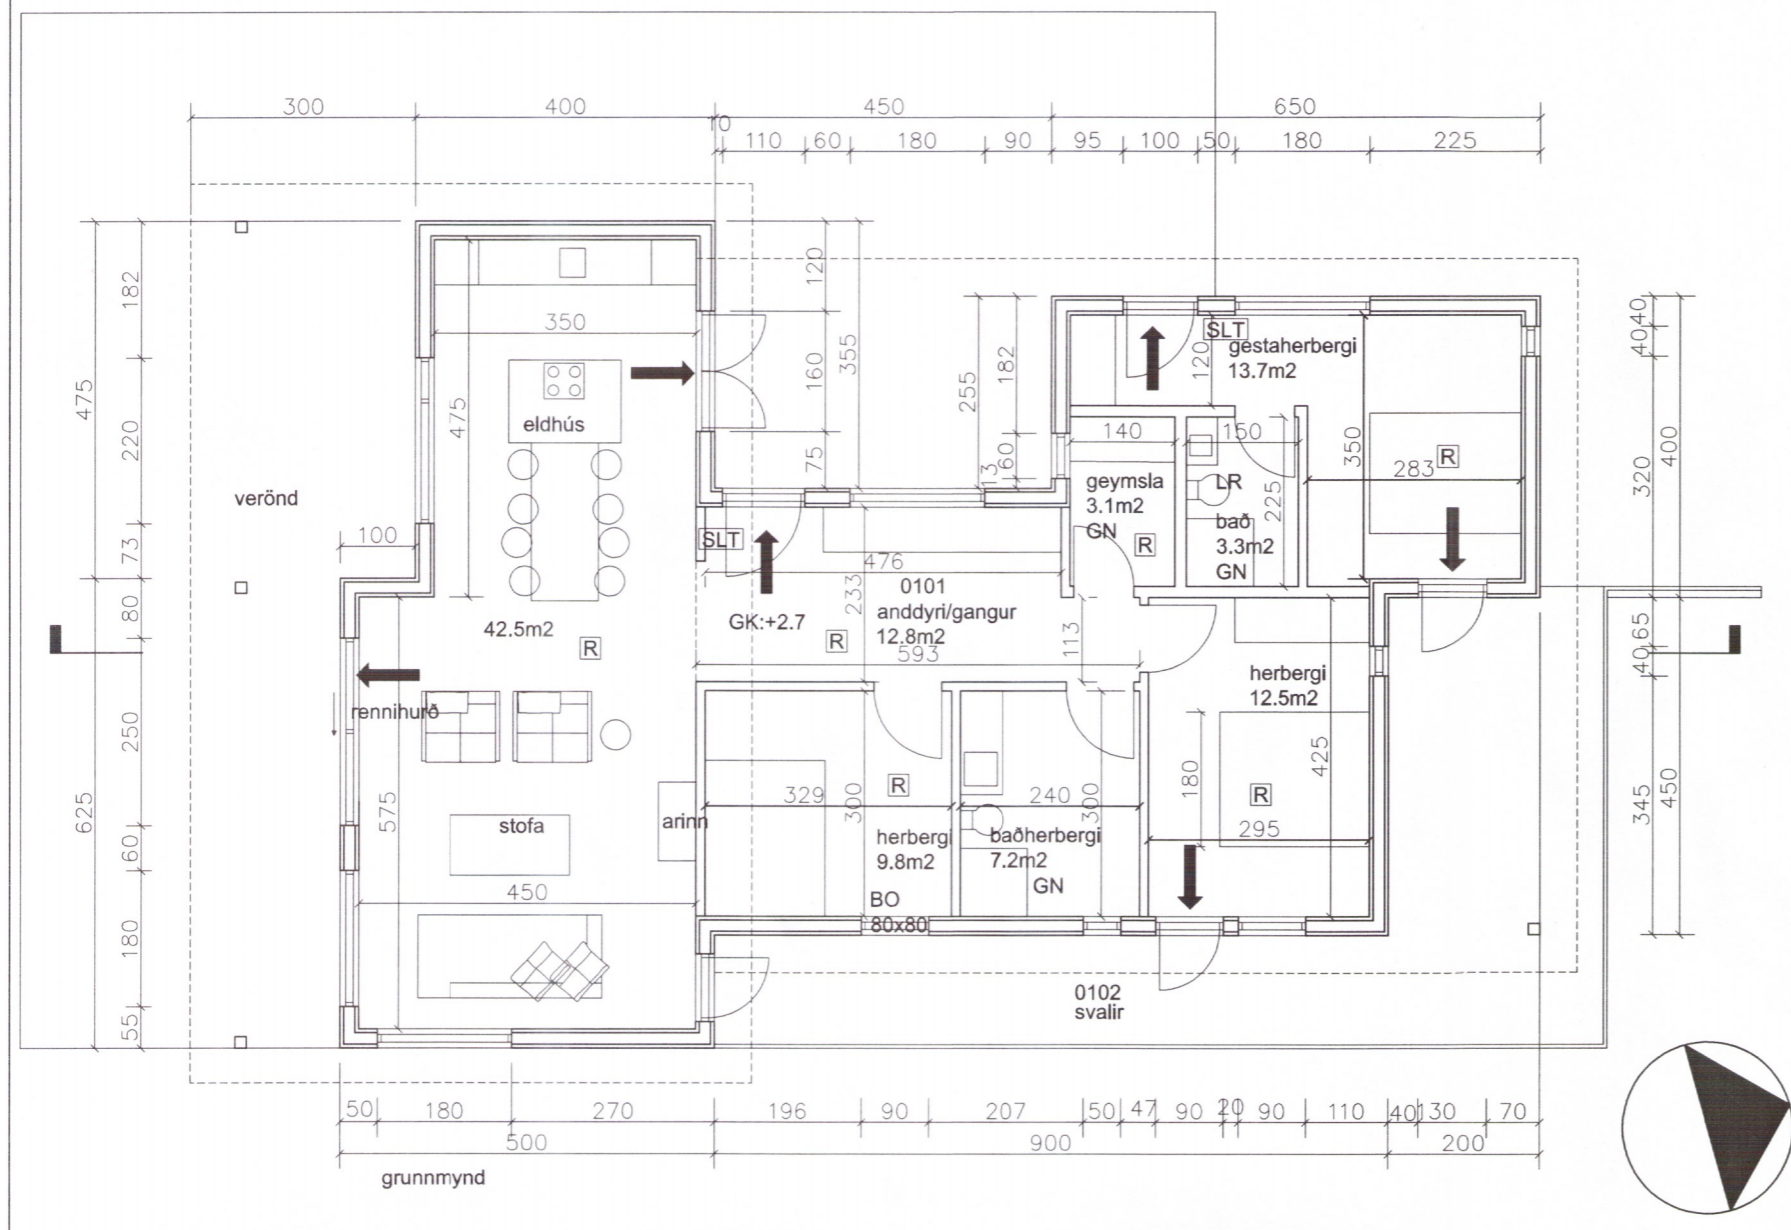 300 400 450 650
10 110 60 180 90 95 100 50 180 225
182
120
40
40
SLT
gestaherbergi
13.7m2
120
350
355
160
255
182
475
220
475
eldhús
75
13
60
140
150
350
283
R
320
400
geymsla
3.1m2
GN
LR
225
bað
3.3m2
GN
verönd
73
100
SLT
R
476
233
0101
anddyri/gangur
12.8m2
80
42.5m2
R
GK:+2.7
R
113
593
65
40
herbergi
12.5m2
rennihurð
250
625
575
stofa
arinn
329
300
R
240
300
180
R
425
295
345
450
60
herbergi
9.8m2
baðherbergi
7.2m2
GN
450
BO
80x80
180
0102
svalir
55
50 180 270 196 90 207 50 47 90 20 90 110 40 130 70
500 900 200
grunnmynd